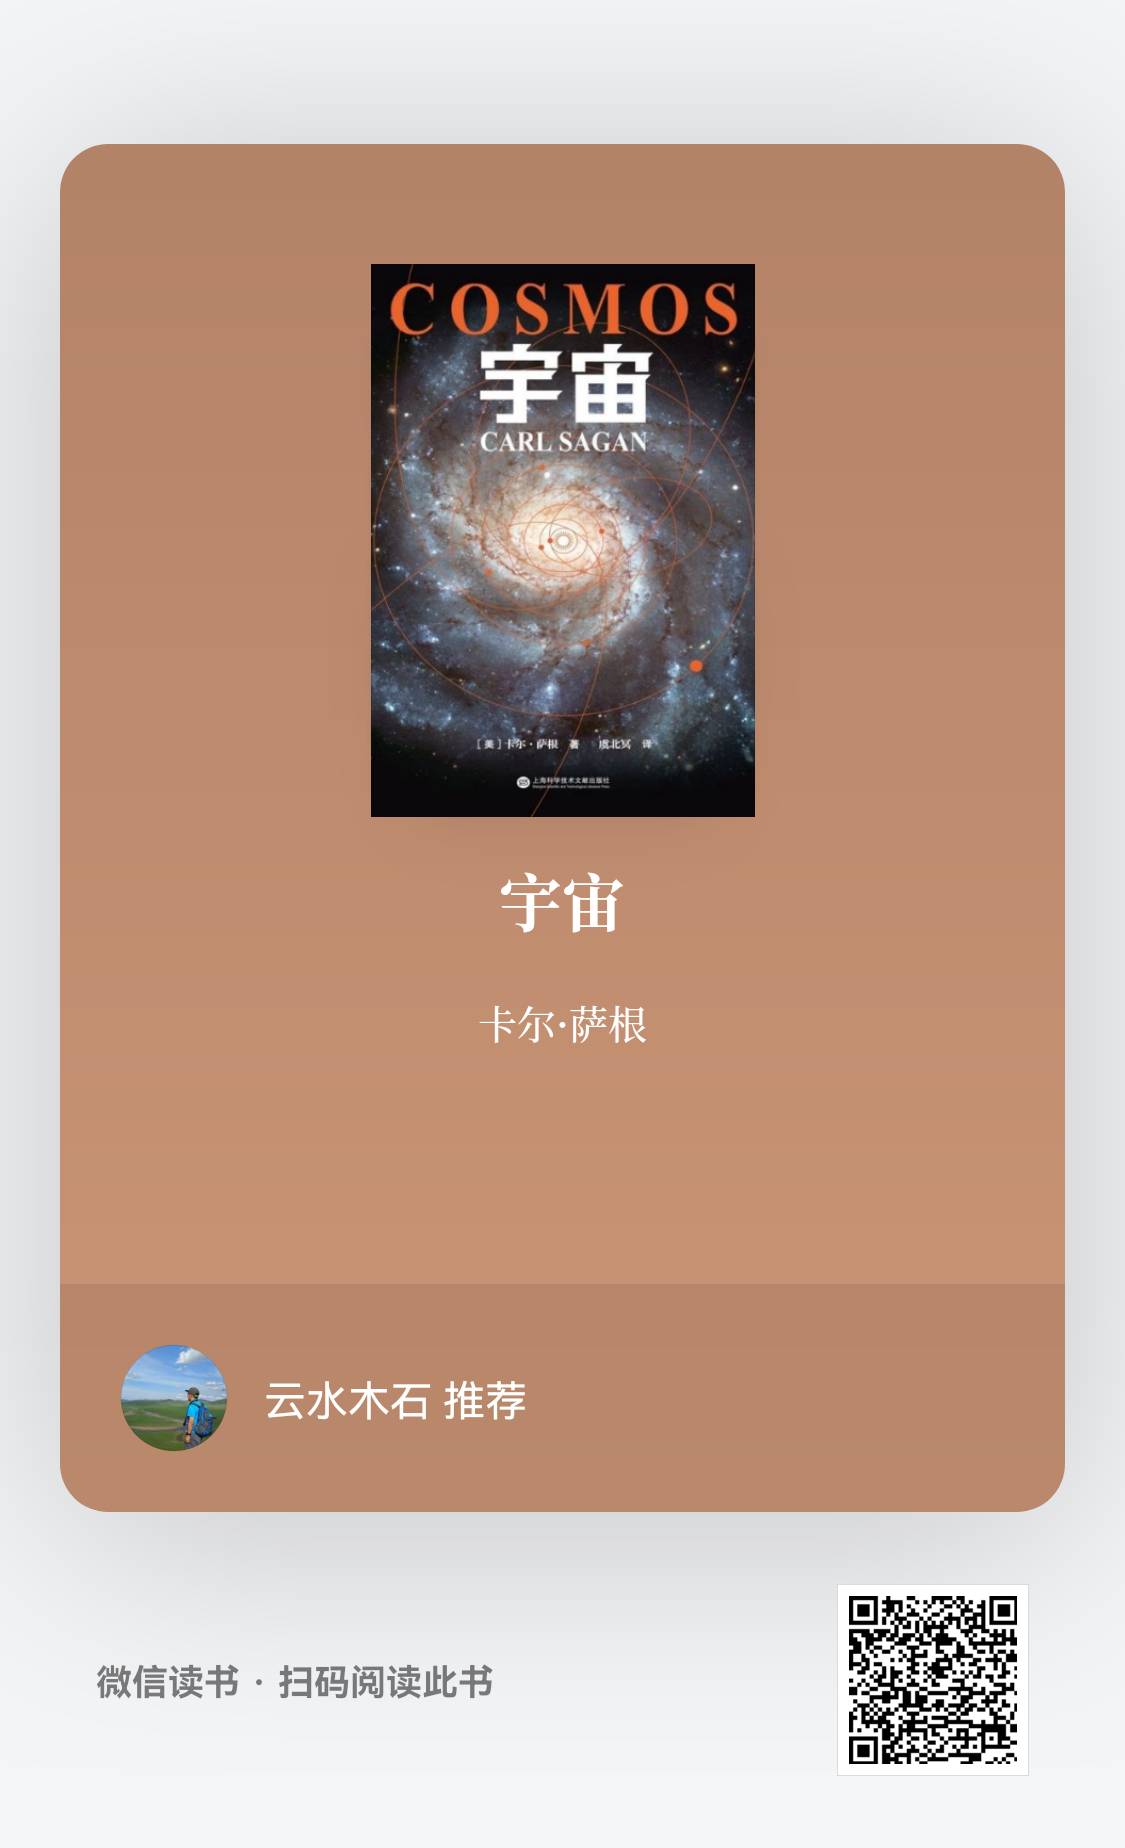 COSMOS
宇宙
CARL SAGAN
[美]卡尔·萨根 著 虞北冥 译
上海科学技术文献出版社
宇宙
卡尔·萨根
云水木石 推荐
微信读书 · 扫码阅读此书